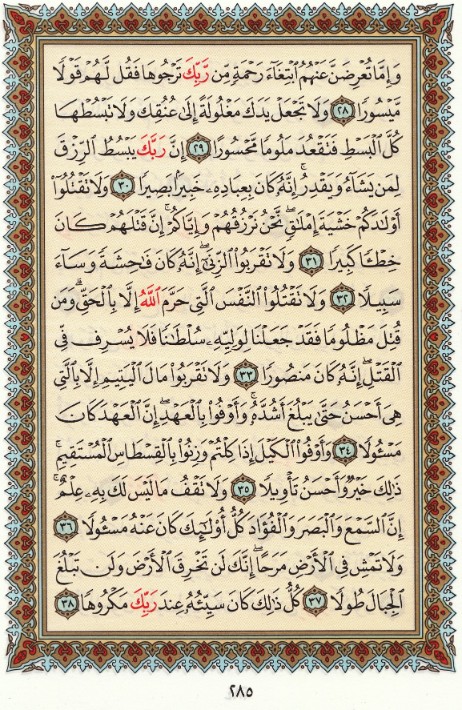 وَإِمَّا تُعْرِضَنَّ عَنْهُمُ ٱبْتِغَآءَ رَحْمَةٍ مِّن رَّبِّكَ تَرْجُوهَا فَقُل لَّهُمْ قَوْلًا
مَّيْسُورًا ٢٨ وَلَا تَجْعَلْ يَدَكَ مَغْلُولَةً إِلَىٰ عُنُقِكَ وَلَا تَبْسُطْهَا
كُلَّ ٱلْبَسْطِ فَتَقْعُدَ مَلُومًا مَّحْسُورًا ٢٩ إِنَّ رَبَّكَ يَبْسُطُ ٱلرِّزْقَ
لِمَن يَشَآءُ وَيَقْدِرُ ۚ إِنَّهُۥ كَانَ بِعِبَادِهِۦ خَبِيرًۢا بَصِيرًا ٣٠ وَلَا تَقْتُلُوٓا۟
أَوْلَٰدَكُمْ خَشْيَةَ إِمْلَٰقٍ ۖ نَّحْنُ نَرْزُقُهُمْ وَإِيَّاكُمْ ۚ إِنَّ قَتْلَهُمْ كَانَ
خِطْـًٔا كَبِيرًا ٣١ وَلَا تَقْرَبُوا۟ ٱلزِّنَىٰٓ ۖ إِنَّهُۥ كَانَ فَٰحِشَةً وَسَآءَ
سَبِيلًا ٣٢ وَلَا تَقْتُلُوا۟ ٱلنَّفْسَ ٱلَّتِى حَرَّمَ ٱللَّهُ إِلَّا بِٱلْحَقِّ ۗ وَمَن
قُتِلَ مَظْلُومًا فَقَدْ جَعَلْنَا لِوَلِيِّهِۦ سُلْطَٰنًا فَلَا يُسْرِف فِّى
ٱلْقَتْلِ ۖ إِنَّهُۥ كَانَ مَنصُورًا ٣٣ وَلَا تَقْرَبُوا۟ مَالَ ٱلْيَتِيمِ إِلَّا بِٱلَّتِى
هِىَ أَحْسَنُ حَتَّىٰ يَبْلُغَ أَشُدَّهُۥ ۚ وَأَوْفُوا۟ بِٱلْعَهْدِ ۖ إِنَّ ٱلْعَهْدَ كَانَ
مَسْـُٔولًا ٣٤ وَأَوْفُوا۟ ٱلْكَيْلَ إِذَا كِلْتُمْ وَزِنُوا۟ بِٱلْقِسْطَاسِ ٱلْمُسْتَقِيمِ ۚ
ذَٰلِكَ خَيْرٌ وَأَحْسَنُ تَأْوِيلًا ٣٥ وَلَا تَقْفُ مَا لَيْسَ لَكَ بِهِۦ عِلْمٌ ۚ
إِنَّ ٱلسَّمْعَ وَٱلْبَصَرَ وَٱلْفُؤَادَ كُلُّ أُو۟لَٰٓئِكَ كَانَ عَنْهُ مَسْـُٔولًا ٣٦
وَلَا تَمْشِ فِى ٱلْأَرْضِ مَرَحًا ۖ إِنَّكَ لَن تَخْرِقَ ٱلْأَرْضَ وَلَن تَبْلُغَ
ٱلْجِبَالَ طُولًا ٣٧ كُلُّ ذَٰلِكَ كَانَ سَيِّئُهُۥ عِندَ رَبِّكَ مَكْرُوهًا ٣٨
٢٨٥